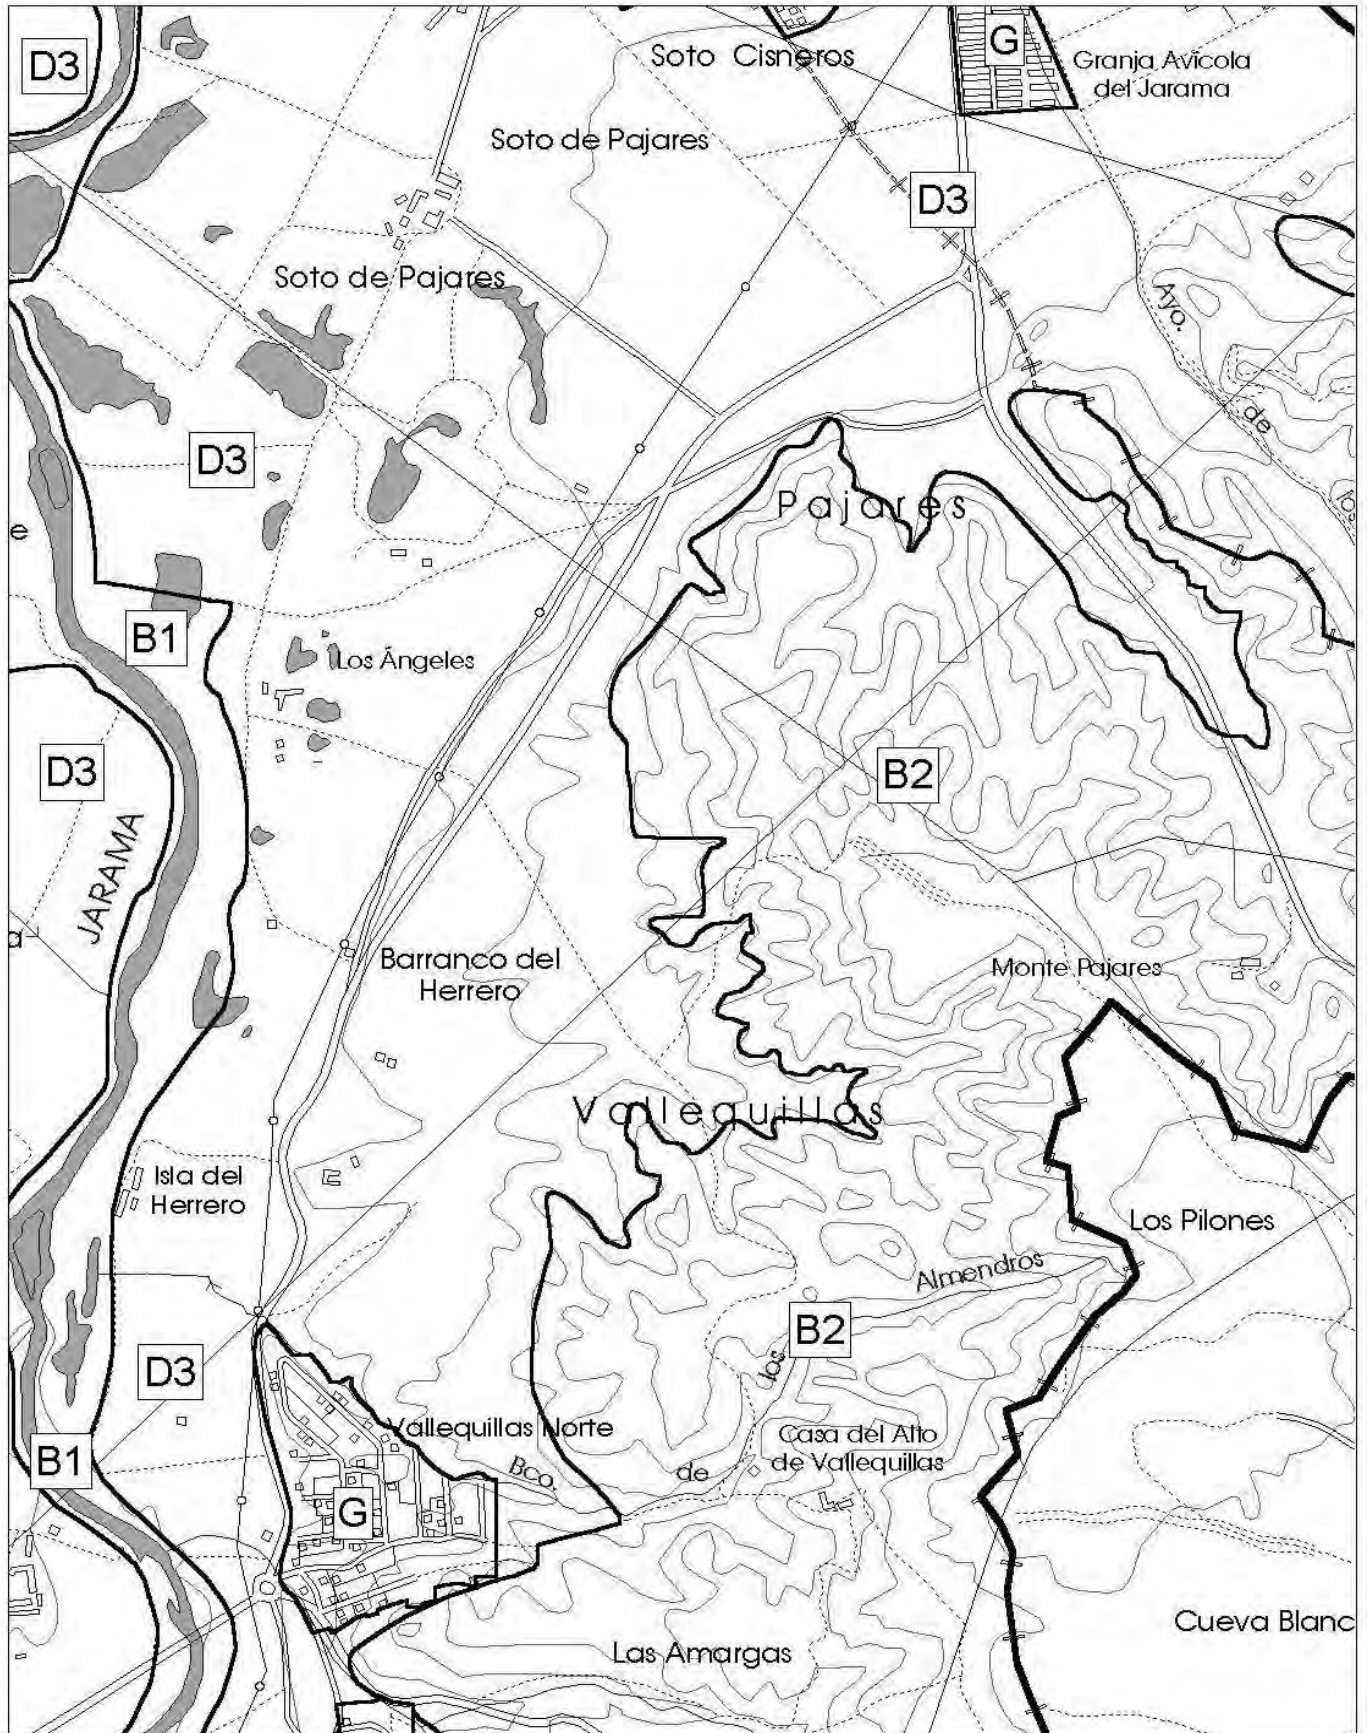 D3
Soto Cisneros
G
Granja Avícola
del Jarama
Soto de Pajares
D3
Soto de Pajares
Ayo.
de
D3
Pajares
e
B1
Los Ángeles
D3
B2
JARAMA
a
Barranco del
Herrero
Monte Pajares
Vallequillas
Isla del
Herrero
Los Pilones
Almendros
B2
los
D3
Vallequillas Norte
Casa del Alto
de Vallequillas
B1
Bco.
de
G
Cueva Blanc
Las Amargas